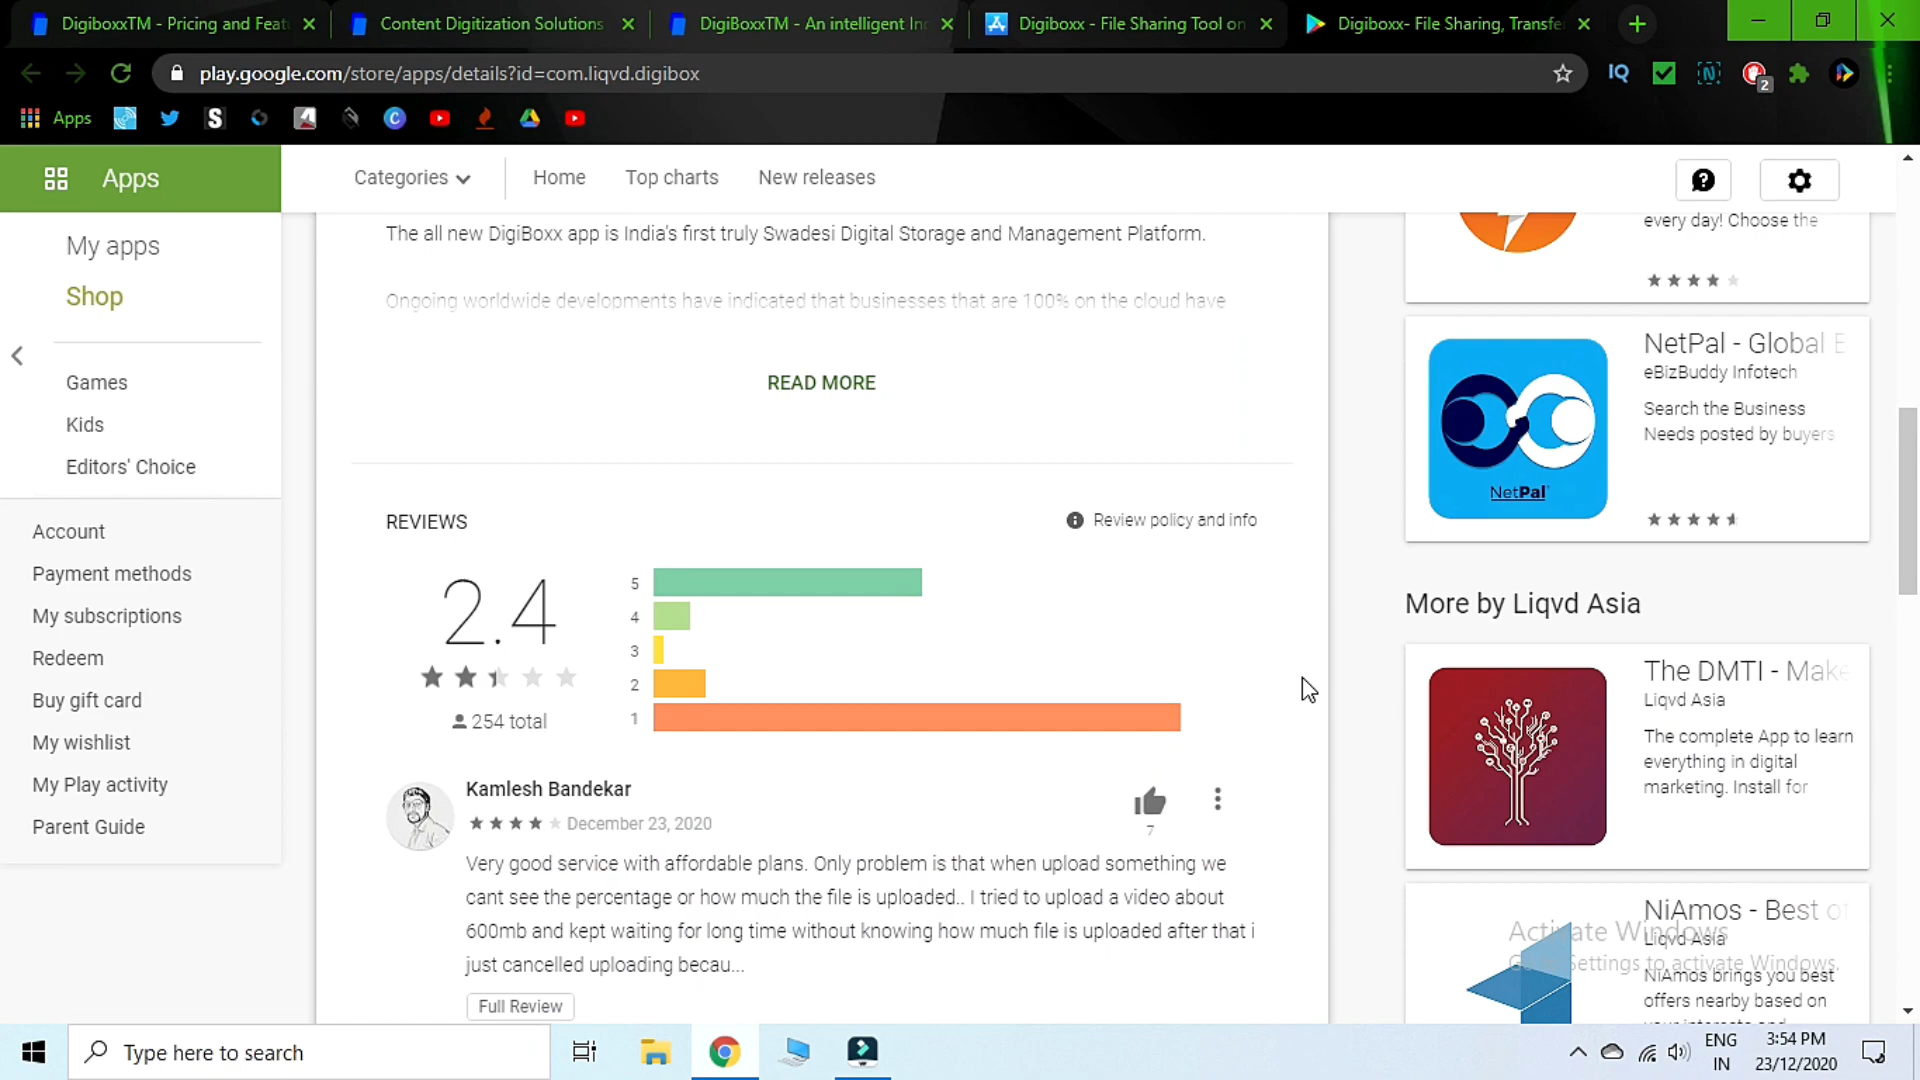 DigiboxxTM - Pricing and Feat
Content Digitization Solutions
DigiBoxxTM - An intelligent In
Digiboxx - File Sharing Tool on
Digiboxx- File Sharing, Transfe
play.google.com/store/apps/details?id=com.liqvd.digibox
IQ
N
2
Apps
S
C
Apps
Categories
Home
Top charts
New releases
My apps
Shop
Games
Kids
Editors' Choice
Account
Payment methods
My subscriptions
Redeem
Buy gift card
My wishlist
My Play activity
Parent Guide
The all new DigiBoxx app is India's first truly Swadesi Digital Storage and Management Platform.
Ongoing worldwide developments have indicated that businesses that are 100% on the cloud have
READ MORE
REVIEWS
Review policy and info
2.4
254 total
5
4
3
2
1
Kamlesh Bandekar
December 23, 2020
7
Very good service with affordable plans. Only problem is that when upload something we
cant see the percentage or how much the file is uploaded.. I tried to upload a video about
600mb and kept waiting for long time without knowing how much file is uploaded after that i
just cancelled uploading becau...
Full Review
every day! Choose the
NetPal - Global E
eBizBuddy Infotech
Search the Business
Needs posted by buyers
NetPal
More by Liqvd Asia
The DMTI - Make
Liqvd Asia
The complete App to learn
everything in digital
marketing. Install for
NiAmos - Best of
Liqvd Asia
NiAmos brings you best
offers nearby based on
Activate Windows
Go to Settings to activate Windows.
Type here to search
ENG
IN
3:54 PM
23/12/2020